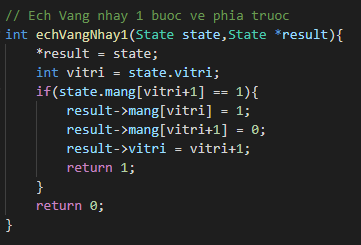 // Ech Vang nhay 1 buoc ve phia truoc
int echVangNhay1(State state,State *result){
    *result = state;
    int vitri = state.vitri;
    if(state.mang[vitri+1] == 1){
        result->mang[vitri] = 1;
        result->mang[vitri+1] = 0;
        result->vitri = vitri+1;
        return 1;
    }
    return 0;
}